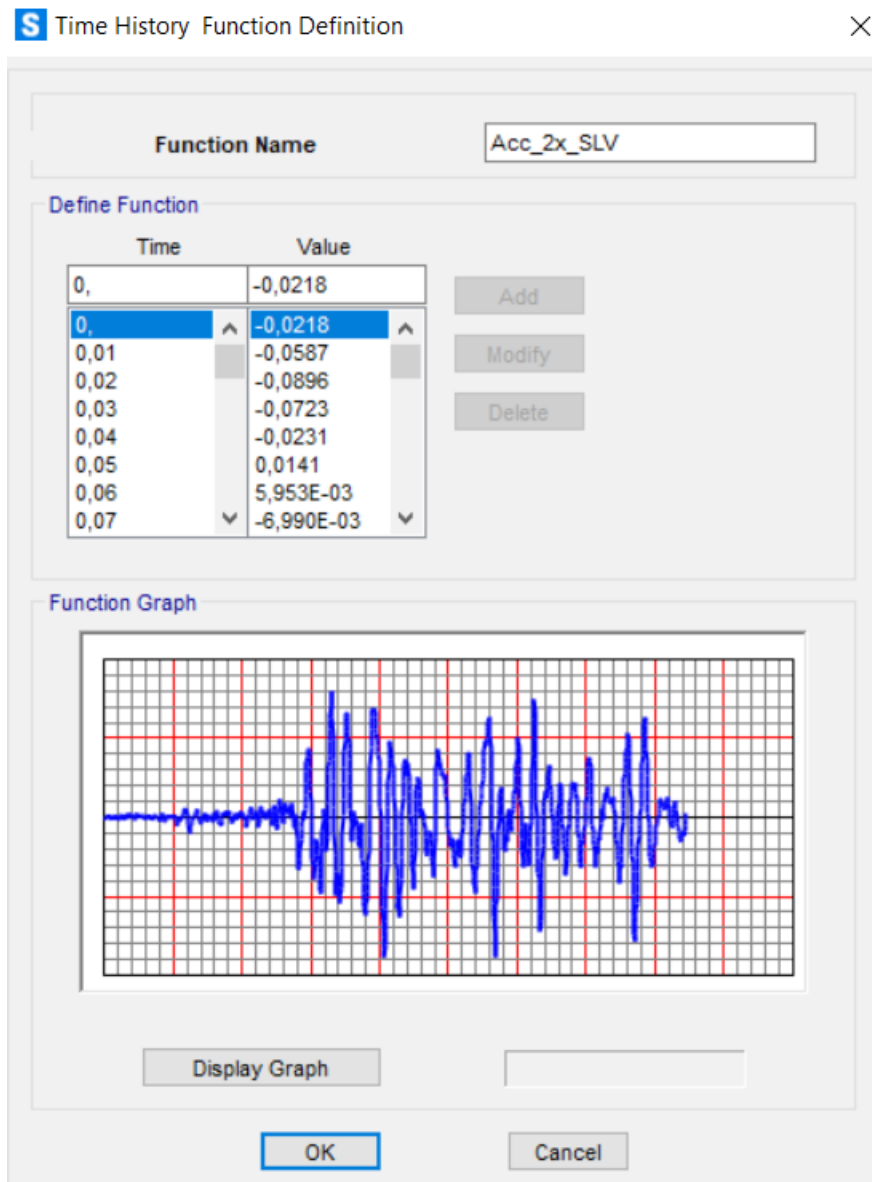 S Time History Function Definition
Function Name Acc_2x_SLV
Define Function
Time Value
0, -0,0218
0, -0,0218
0,01 -0,0587
0,02 -0,0896
0,03 -0,0723
0,04 -0,0231
0,05 0,0141
0,06 5,953E-03
0,07 -6,990E-03
Add
Modify
Delete
Function Graph
Display Graph
OK Cancel